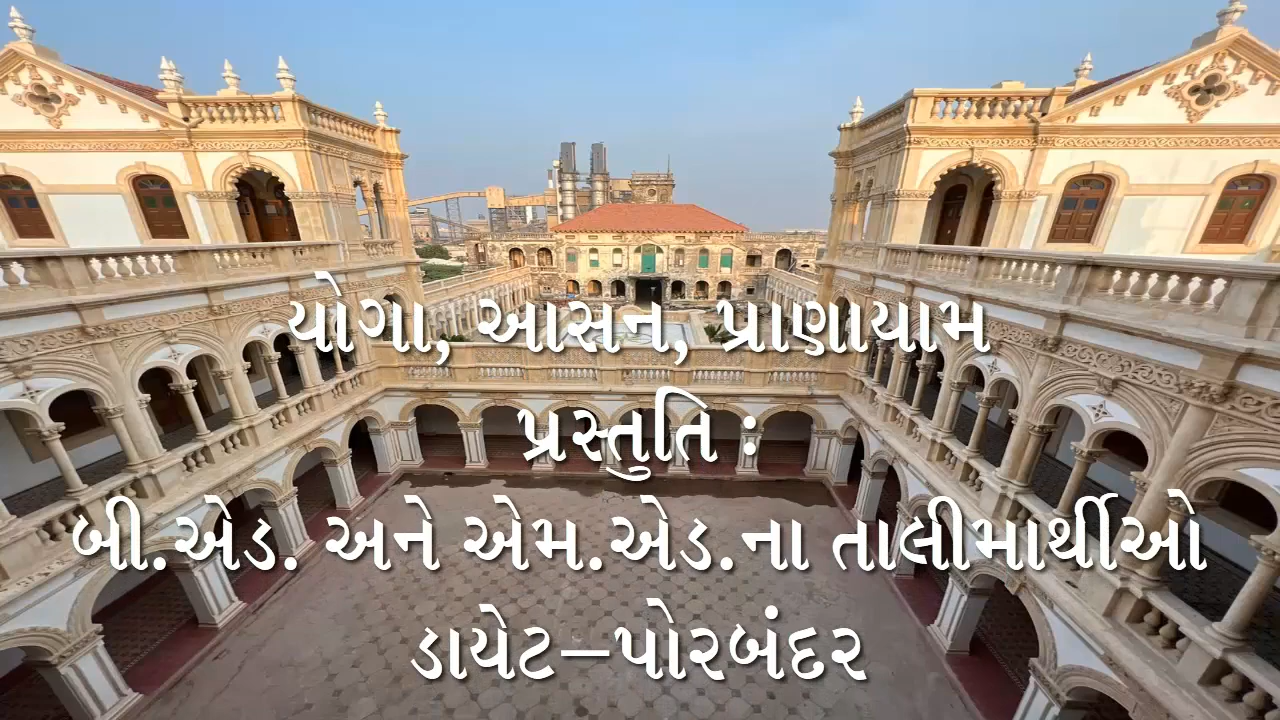 યોગા, આસન, પ્રાણાયામ
પ્રસ્તુતિ :
બી.એડ. અને એમ.એડ.ના તાલીમાર્થીઓ
ડાયેટ–પોરબંદર